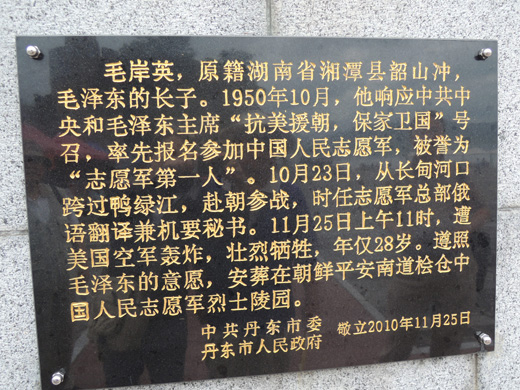 毛岸英，原籍湖南省湘潭县韶山冲，
毛泽东的长子。1950年10月，他响应中共中
央和毛泽东主席“抗美援朝，保家卫国”号
召，率先报名参加中国人民志愿军，被誉为
“志愿军第一人”。10月23日，从长甸河口
跨过鸭绿江，赴朝参战，时任志愿军总部俄
语翻译兼机要秘书。11月25日上午11时，遭
美国空军轰炸，壮烈牺牲，年仅28岁。遵照
毛泽东的意愿，安葬在朝鲜平安南道桧仓中
国人民志愿军烈士陵园。
中共丹东市委
丹东市人民政府
敬立2010年11月25日